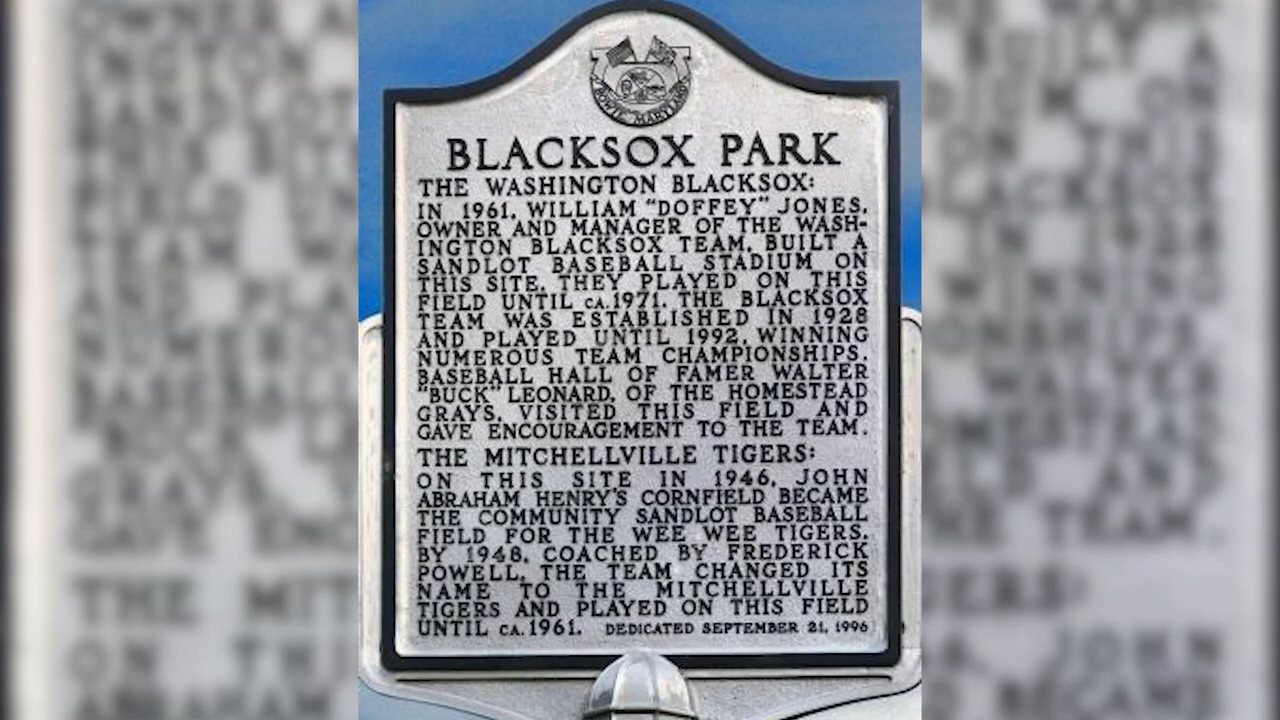 BOWIE MARYLAND
BLACKSOX PARK
THE WASHINGTON BLACKSOX:
IN 1961, WILLIAM "DOFFEY" JONES,
OWNER AND MANAGER OF THE WASH-
INGTON BLACKSOX TEAM, BUILT A
SANDLOT BASEBALL STADIUM ON
THIS SITE. THEY PLAYED ON THIS
FIELD UNTIL CA.1971. THE BLACKSOX
TEAM WAS ESTABLISHED IN 1928
AND PLAYED UNTIL 1992, WINNING
NUMEROUS TEAM CHAMPIONSHIPS.
BASEBALL HALL OF FAMER WALTER
"BUCK" LEONARD, OF THE HOMESTEAD
GRAYS, VISITED THIS FIELD AND
GAVE ENCOURAGEMENT TO THE TEAM.
THE MITCHELLVILLE TIGERS:
ON THIS SITE IN 1946, JOHN
ABRAHAM HENRY'S CORNFIELD BECAME
THE COMMUNITY SANDLOT BASEBALL
FIELD FOR THE WEE WEE TIGERS.
BY 1948, COACHED BY FREDERICK
POWELL, THE TEAM CHANGED ITS
NAME TO THE MITCHELLVILLE
TIGERS AND PLAYED ON THIS FIELD
UNTIL CA. 1961. DEDICATED SEPTEMBER 21, 1996